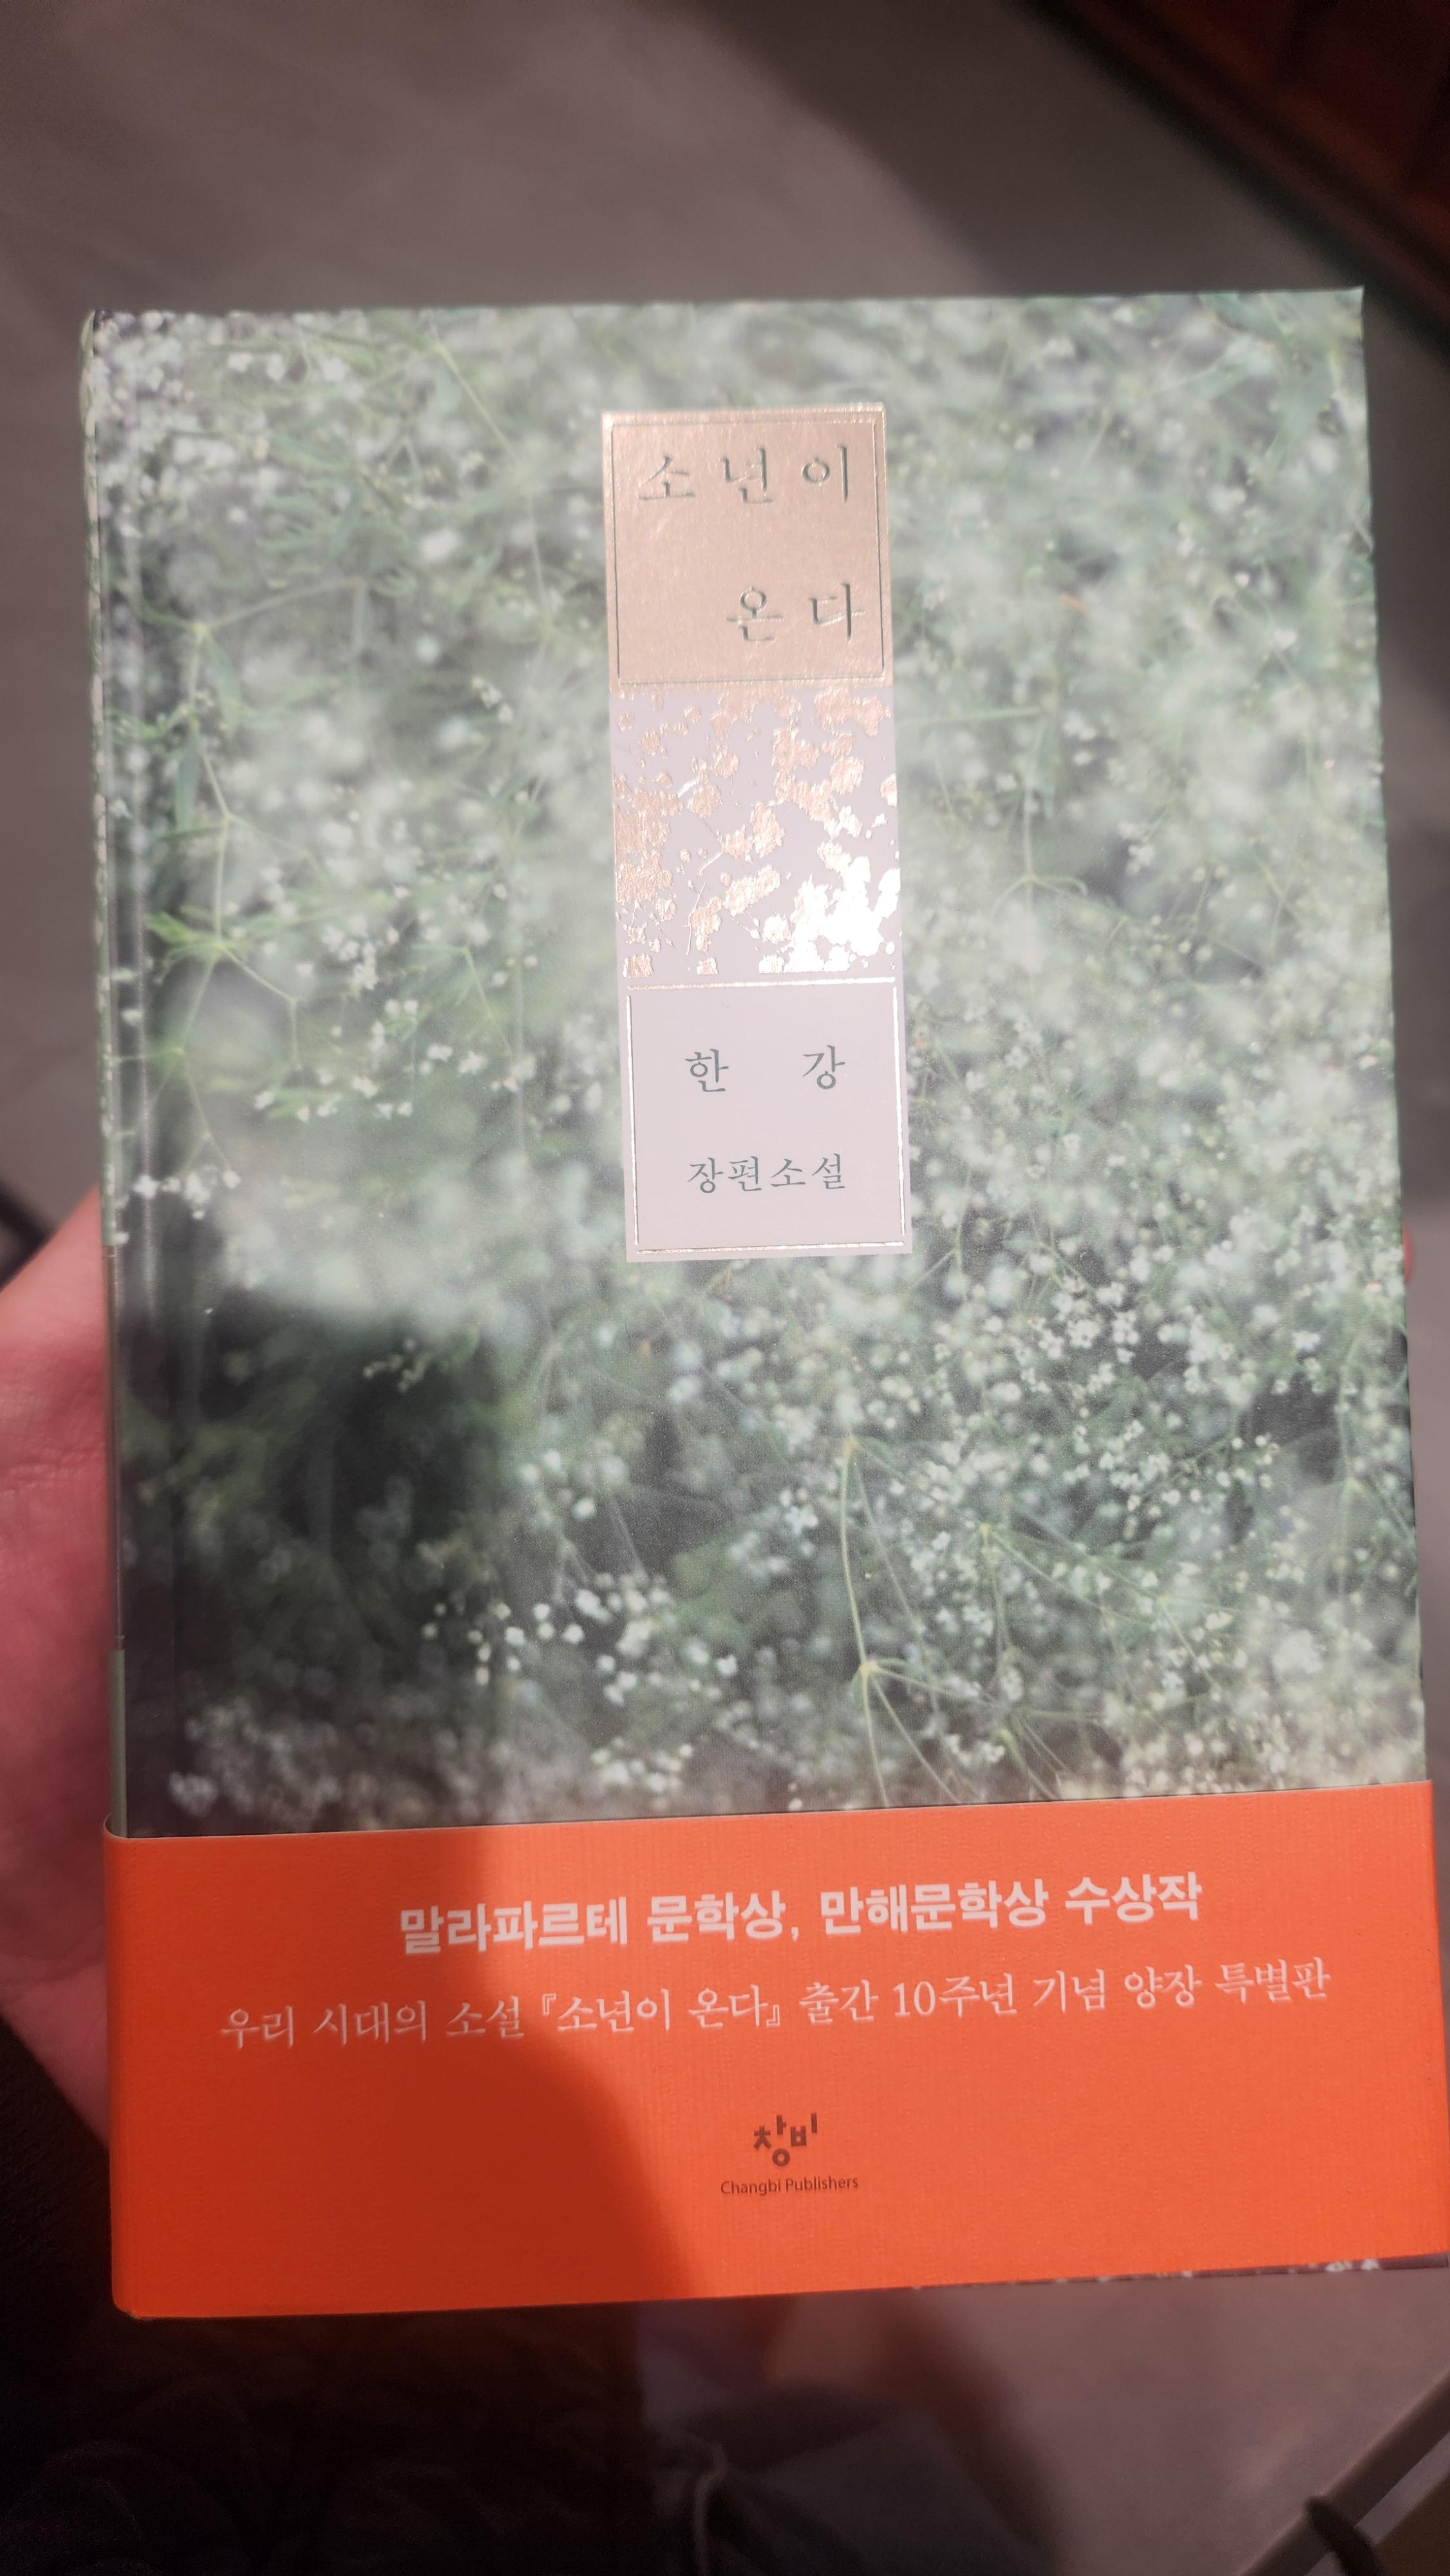 소년이
온다
한 강
장편소설
말라파르테 문학상, 만해문학상 수상작
우리 시대의 소설 『소년이 온다』 출간 10주년 기념 양장 특별판
창비
Changbi Publishers